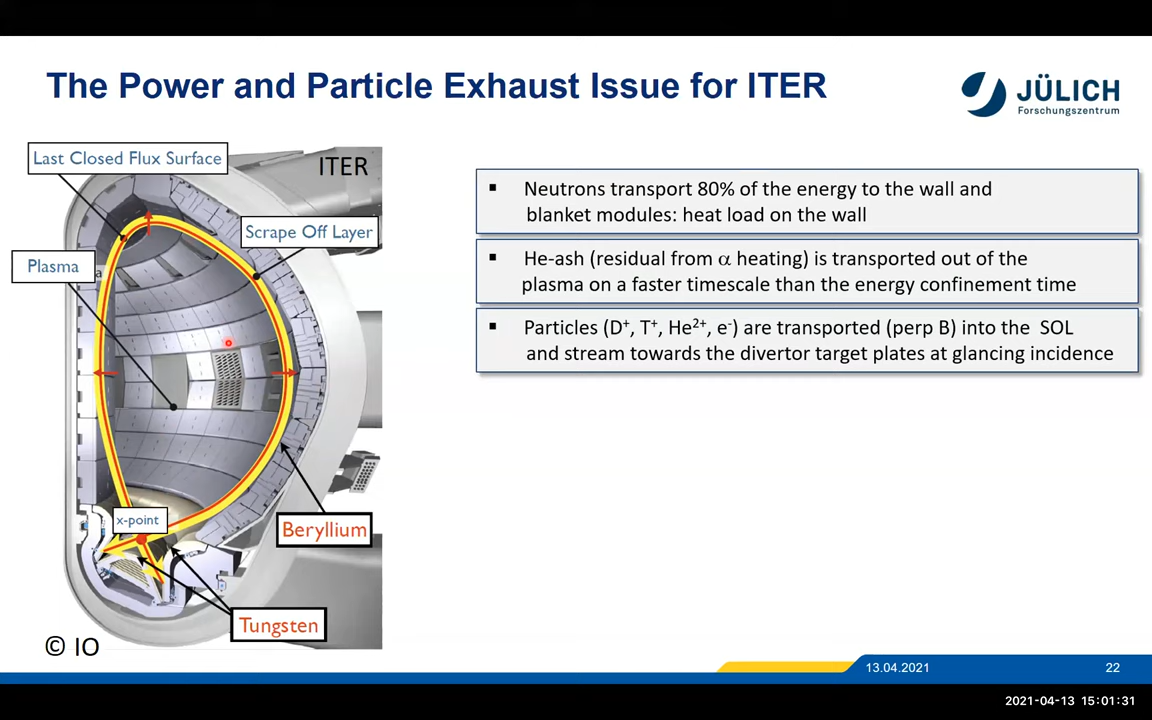 The Power and Particle Exhaust Issue for ITER
JÜLICH
Forschungszentrum
Last Closed Flux Surface
ITER
Scrape Off Layer
Plasma
a
x-point
Beryllium
Tungsten
© IO
▪ Neutrons transport 80% of the energy to the wall and
blanket modules: heat load on the wall
▪ He-ash (residual from α heating) is transported out of the
plasma on a faster timescale than the energy confinement time
▪ Particles (D⁺, T⁺, He²⁺, e⁻) are transported (perp B) into the SOL
and stream towards the divertor target plates at glancing incidence
13.04.2021
22
2021-04-13 15:01:31